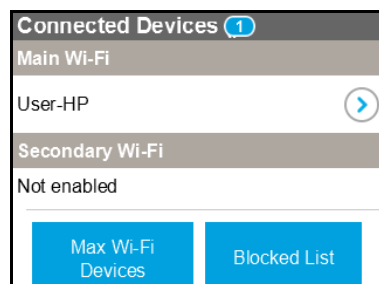 Connected Devices 1
Main Wi-Fi
User-HP
Secondary Wi-Fi
Not enabled
Max Wi-Fi
Devices
Blocked List